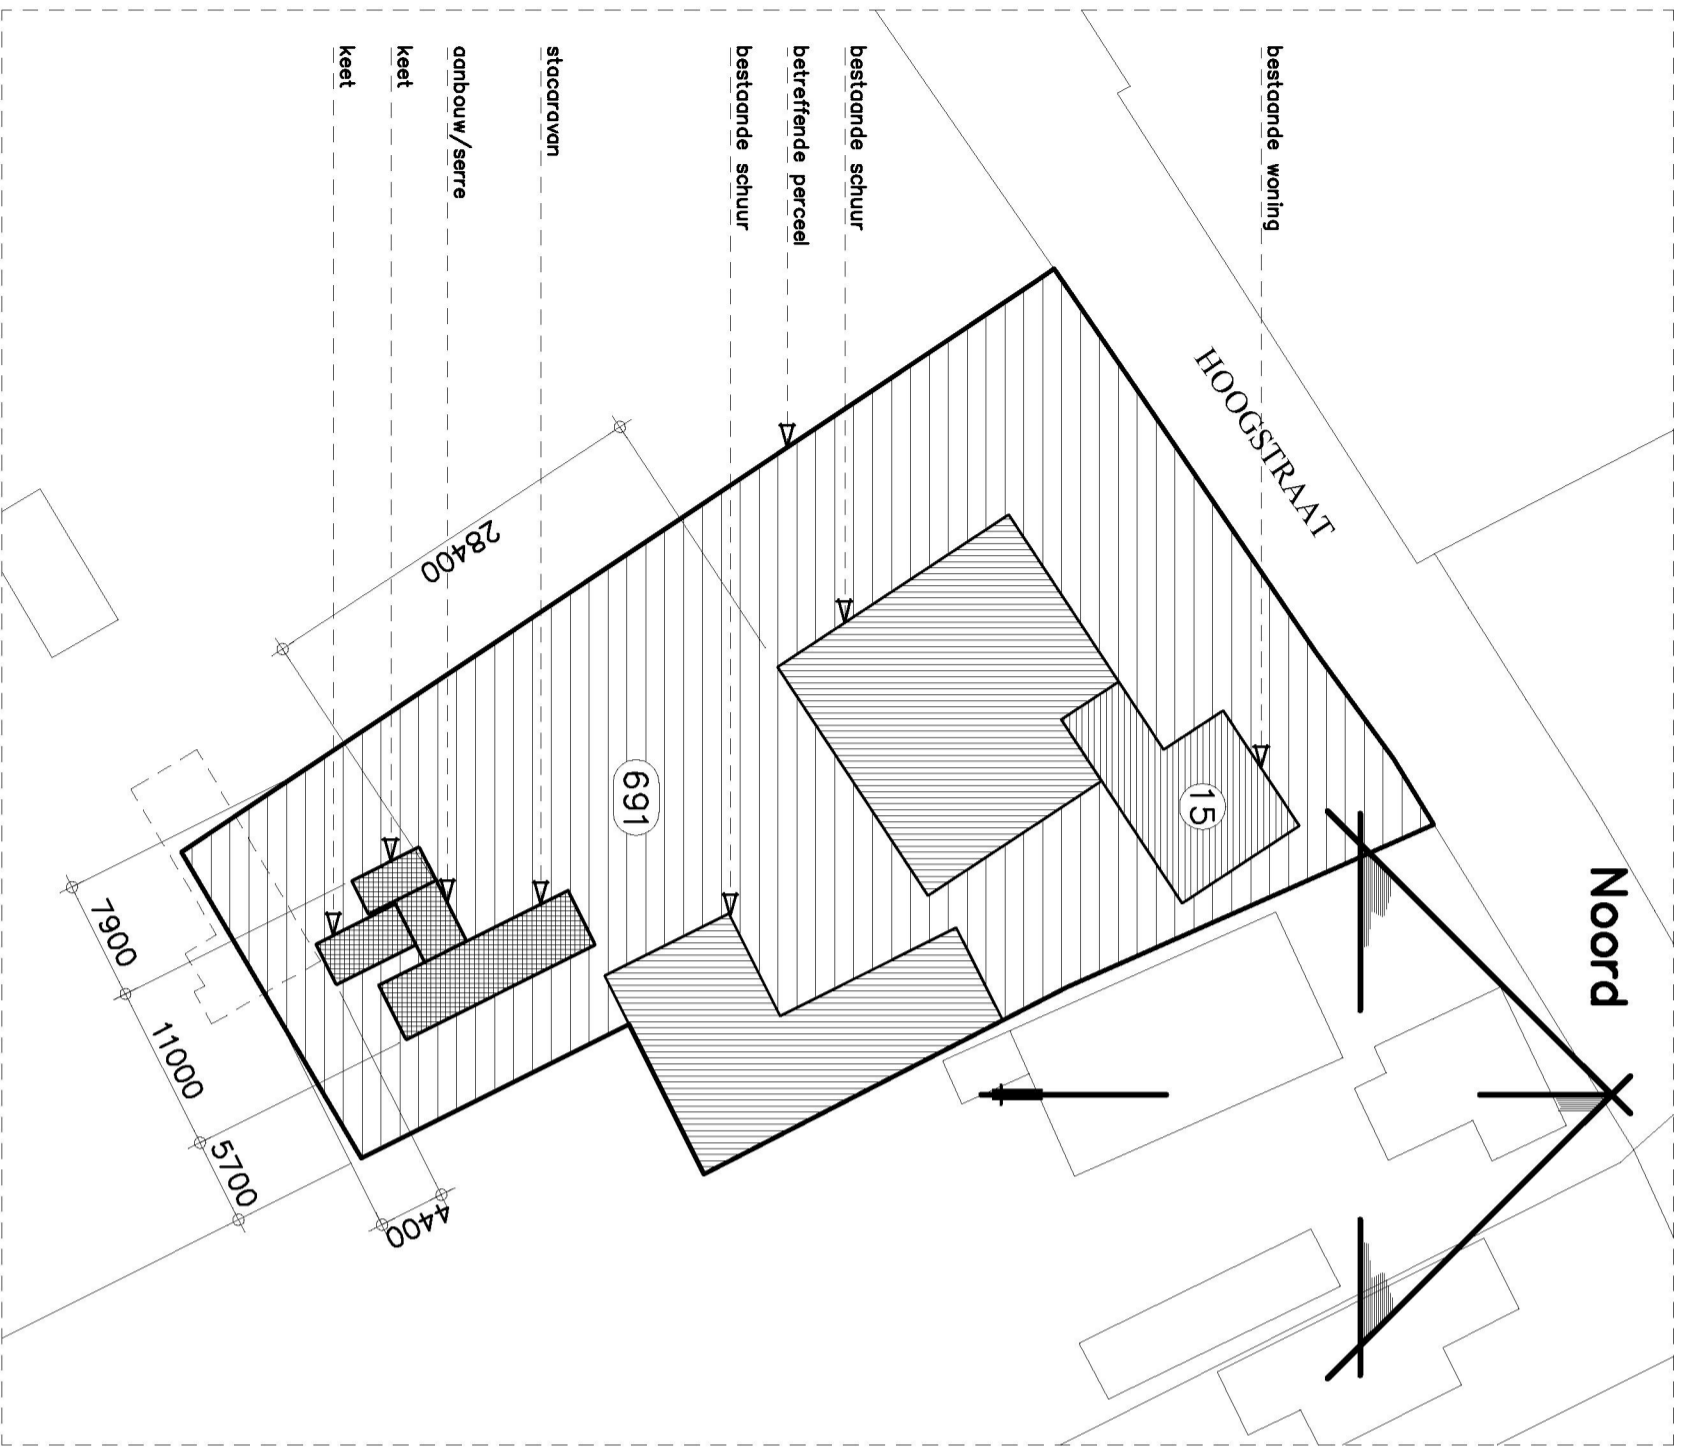 bestaande woning
bestaande schuur
betreffende perceel
bestaande schuur
stacaravan
aanbouw/serre
keet
keet
HOOGSTRAAT
Noord
15
691
28400
7900
11000
5700
4400